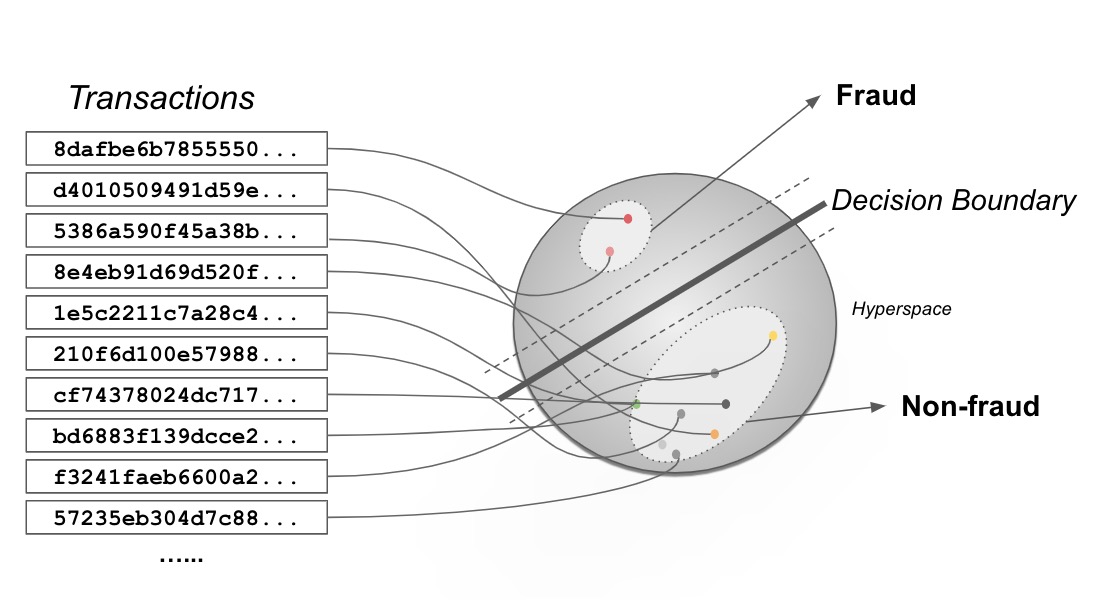 Transactions
8dafbe6b7855550...
d4010509491d59e...
5386a590f45a38b...
8e4eb91d69d520f...
1e5c2211c7a28c4...
210f6d100e57988...
cf74378024dc717...
bd6883f139dcce2...
f3241faeb6600a2...
57235eb304d7c88...
......
Fraud
Decision Boundary
Hyperspace
Non-fraud